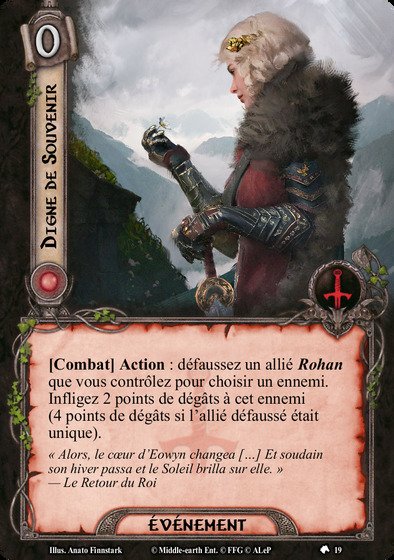 0
DIGNE DE SOUVENIR
[Combat] Action : défaussez un allié Rohan
que vous contrôlez pour choisir un ennemi.
Infligez 2 points de dégâts à cet ennemi
(4 points de dégâts si l'allié défaussé était
unique).
« Alors, le cœur d'Eowyn changea [...] Et soudain
son hiver passa et le Soleil brilla sur elle. »
— Le Retour du Roi
ÉVÉNEMENT
Illus. Anato Finnstark © Middle-earth Ent. © FFG © ALeP 19